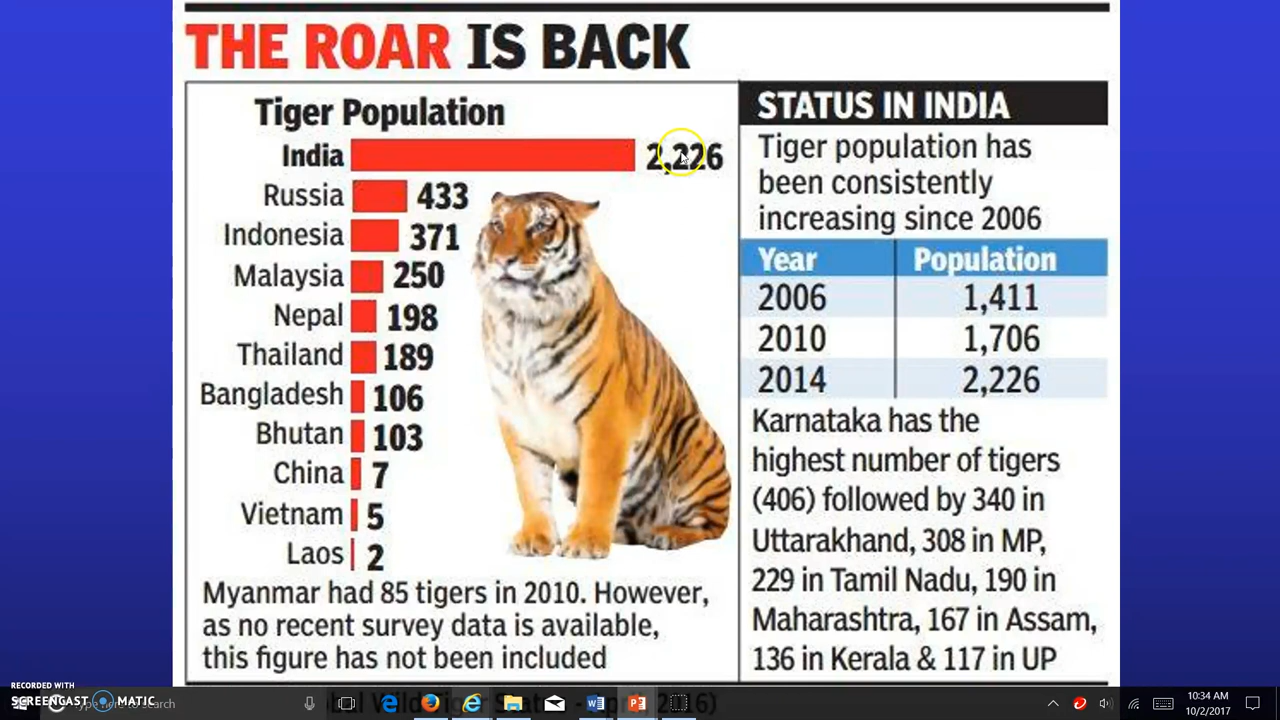 THE ROAR IS BACK
Tiger Population
India 2,226
Russia 433
Indonesia 371
Malaysia 250
Nepal 198
Thailand 189
Bangladesh 106
Bhutan 103
China 7
Vietnam 5
Laos 2
Myanmar had 85 tigers in 2010. However,
as no recent survey data is available,
this figure has not been included
STATUS IN INDIA
Tiger population has
been consistently
increasing since 2006
Year Population
2006 1,411
2010 1,706
2014 2,226
Karnataka has the
highest number of tigers
(406) followed by 340 in
Uttarakhand, 308 in MP,
229 in Tamil Nadu, 190 in
Maharashtra, 167 in Assam,
136 in Kerala & 117 in UP
RECORDED WITH
SCREENCAST MATIC
here to search
10:34 AM
10/2/2017